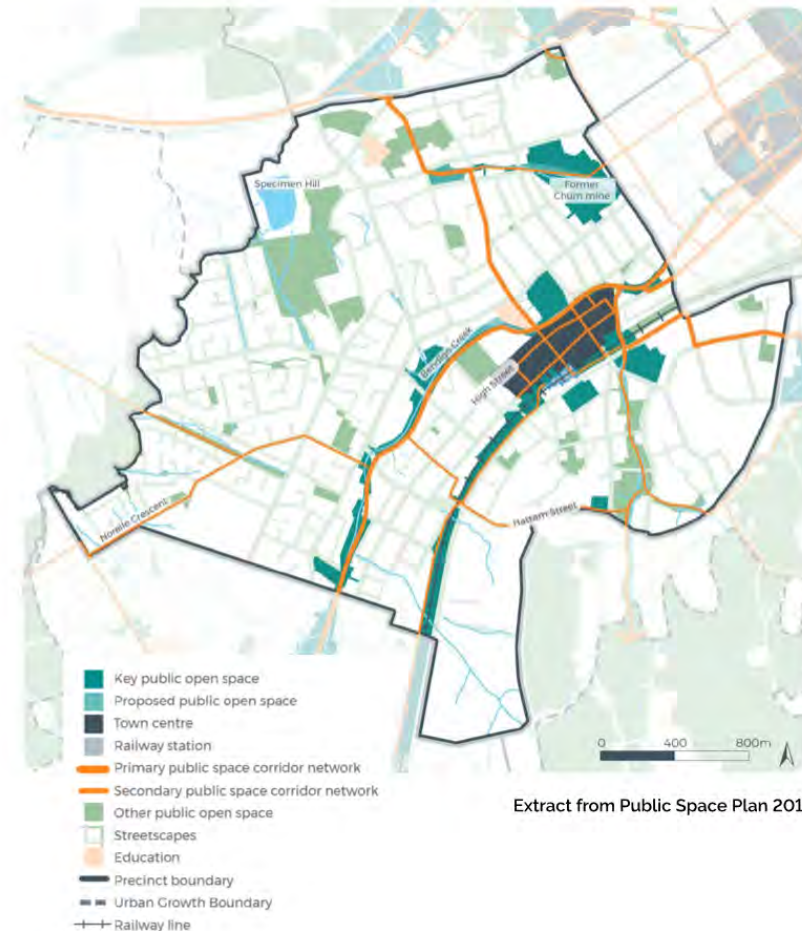 Specimen Hill
Former
Chum mine
Bendigo Creek
High Street
Norelle Crescent
Hattam Street
Key public open space
Proposed public open space
Town centre
Railway station
Primary public space corridor network
Secondary public space corridor network
Other public open space
Streetscapes
Education
Precinct boundary
Urban Growth Boundary
Railway line
0 400 800m
Extract from Public Space Plan 201